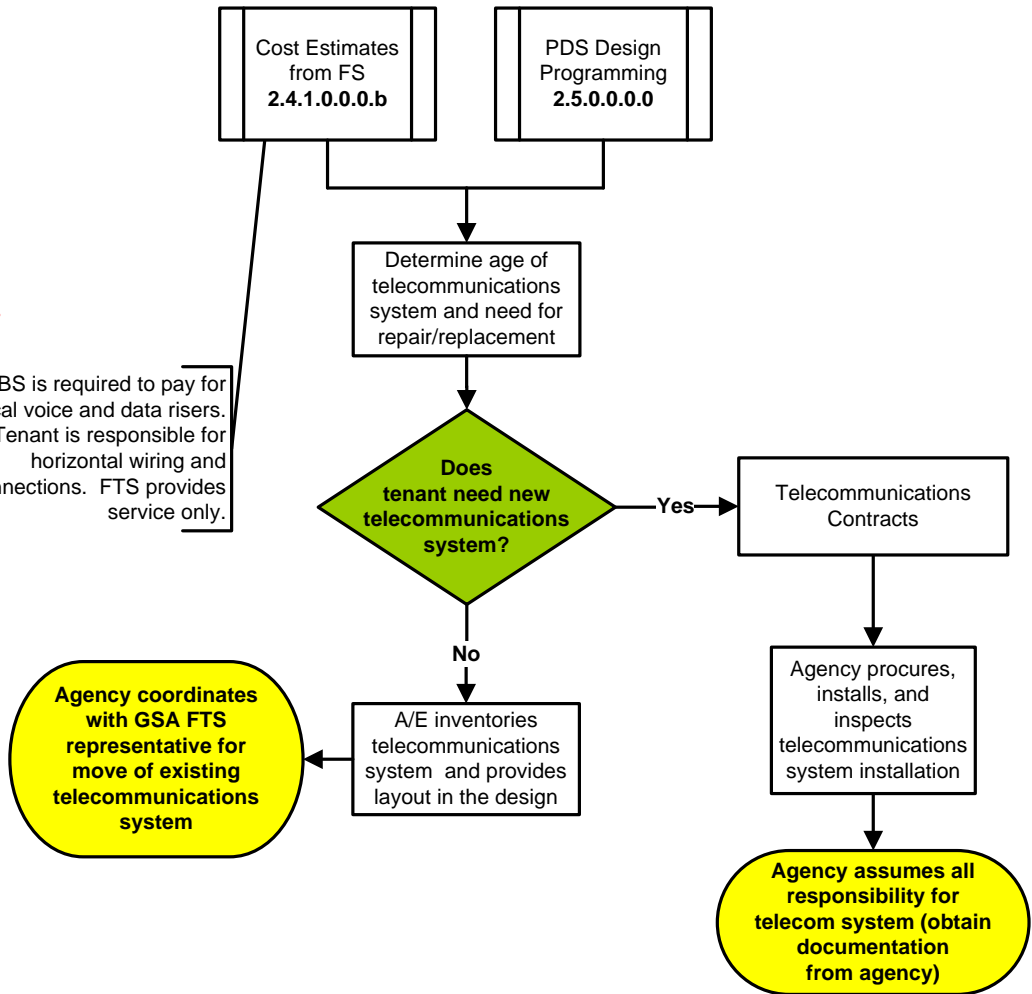 Cost Estimates
from FS
2.4.1.0.0.0.b
PDS Design
Programming
2.5.0.0.0.0
Determine age of
telecommunications
system and need for
repair/replacement
is required to pay for
voice and data risers.
Tenant is responsible for
horizontal wiring and
FTS provides
service only.
Does
tenant need new
telecommunications
system?
Yes
Telecommunications
Contracts
No
Agency coordinates
with GSA FTS
representative for
move of existing
telecommunications
system
A/E inventories
telecommunications
system and provides
layout in the design
Agency procures,
installs, and
inspects
telecommunications
system installation
Agency assumes all
responsibility for
telecom system (obtain
documentation
from agency)